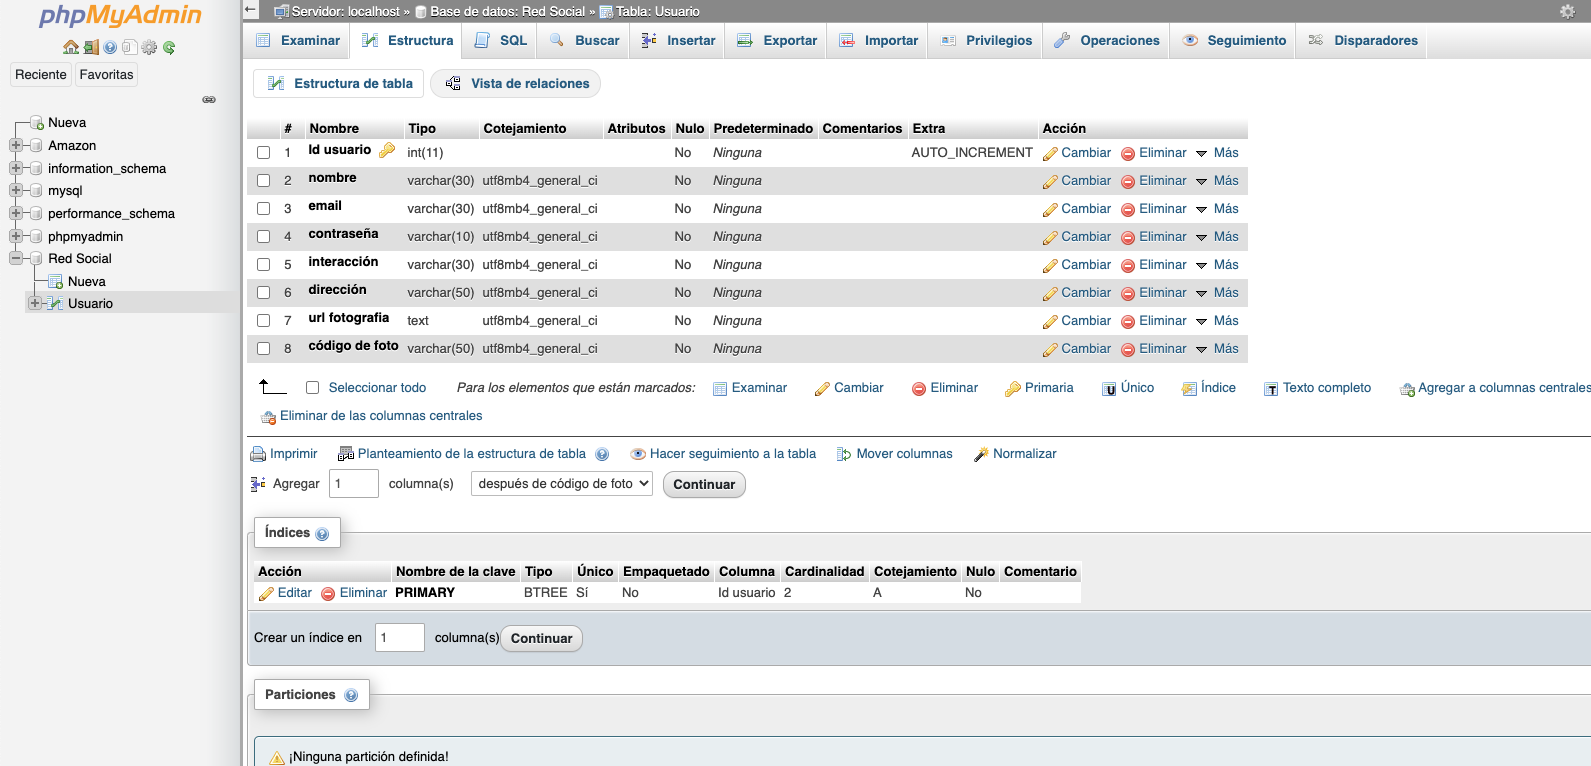 phpMyAdmin
Reciente Favoritas
Nueva
Amazon
information_schema
mysql
performance_schema
phpmyadmin
Red Social
Nueva
Usuario
Servidor: localhost » Base de datos: Red Social » Tabla: Usuario
Examinar Estructura SQL Buscar Insertar Exportar Importar Privilegios Operaciones Seguimiento Disparadores
Estructura de tabla Vista de relaciones
# Nombre Tipo Cotejamiento Atributos Nulo Predeterminado Comentarios Extra Acción
1 Id usuario int(11) No Ninguna AUTO_INCREMENT Cambiar Eliminar Más
2 nombre varchar(30) utf8mb4_general_ci No Ninguna Cambiar Eliminar Más
3 email varchar(30) utf8mb4_general_ci No Ninguna Cambiar Eliminar Más
4 contraseña varchar(10) utf8mb4_general_ci No Ninguna Cambiar Eliminar Más
5 interacción varchar(30) utf8mb4_general_ci No Ninguna Cambiar Eliminar Más
6 dirección varchar(50) utf8mb4_general_ci No Ninguna Cambiar Eliminar Más
7 url fotografia text utf8mb4_general_ci No Ninguna Cambiar Eliminar Más
8 código de foto varchar(50) utf8mb4_general_ci No Ninguna Cambiar Eliminar Más
Seleccionar todo Para los elementos que están marcados: Examinar Cambiar Eliminar Primaria Único Índice Texto completo Agregar a columnas centrales
Eliminar de las columnas centrales
Imprimir Planteamiento de la estructura de tabla Hacer seguimiento a la tabla Mover columnas Normalizar
Agregar 1 columna(s) después de código de foto Continuar
Índices
Acción Nombre de la clave Tipo Único Empaquetado Columna Cardinalidad Cotejamiento Nulo Comentario
Editar Eliminar PRIMARY BTREE Sí No Id usuario 2 A No
Crear un índice en 1 columna(s) Continuar
Particiones
¡Ninguna partición definida!